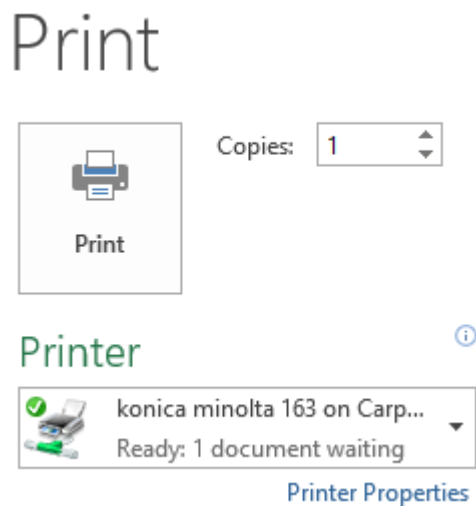 Print
Copies: 1
Print
Printer
konica minolta 163 on Carp...
Ready: 1 document waiting
Printer Properties